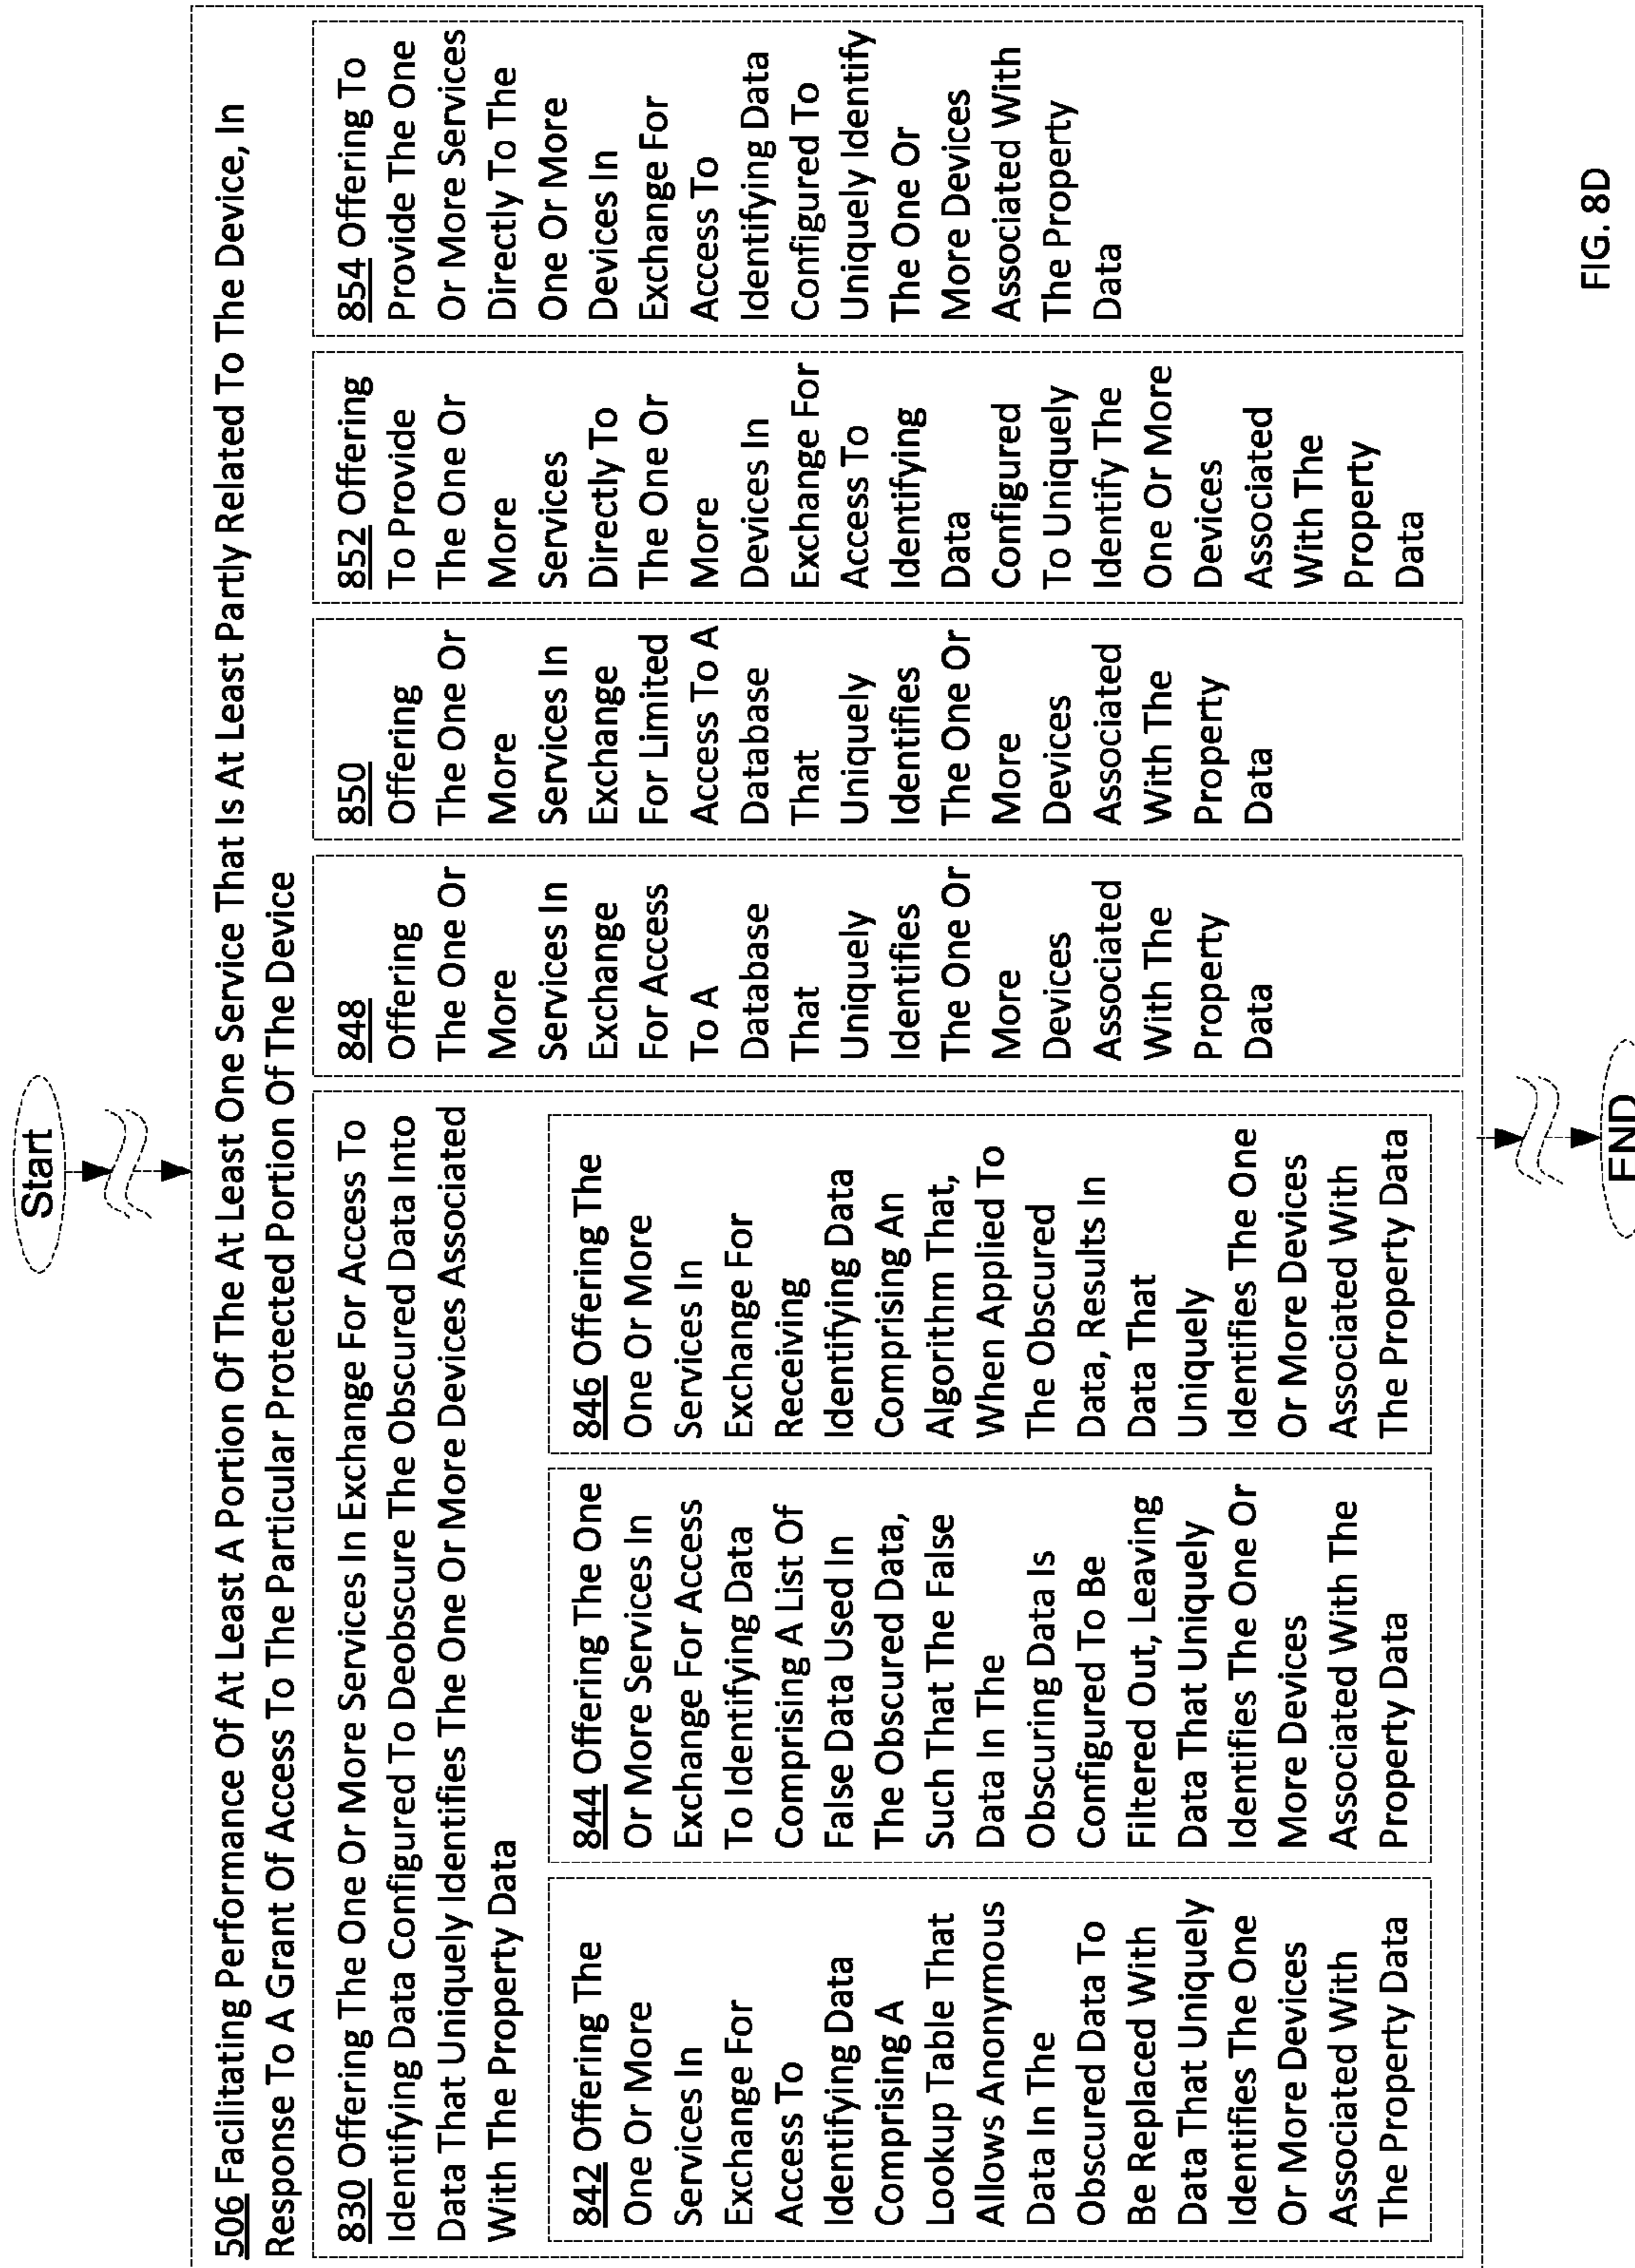 Start
506 Facilitating Performance Of At Least A Portion Of The At Least One Service That Is At Least Partly Related To The Device, In
Response To A Grant Of Access To The Particular Protected Portion Of The Device
830 Offering The One Or More Services In Exchange For Access To
Identifying Data Configured To Deobscure The Obscured Data Into
Data That Uniquely Identifies The One Or More Devices Associated
With The Property Data
842 Offering The
One Or More
Services In
Exchange For
Access To
Identifying Data
Comprising A
Lookup Table That
Allows Anonymous
Data In The
Obscured Data To
Be Replaced With
Data That Uniquely
Identifies The One
Or More Devices
Associated With
The Property Data
844 Offering The One
Or More Services In
Exchange For Access
To Identifying Data
Comprising A List Of
False Data Used In
The Obscured Data,
Such That The False
Data In The
Obscuring Data Is
Configured To Be
Filtered Out, Leaving
Data That Uniquely
Identifies The One Or
More Devices
Associated With The
Property Data
846 Offering The
One Or More
Services In
Exchange For
Receiving
Identifying Data
Comprising An
Algorithm That,
When Applied To
The Obscured
Data, Results In
Data That
Uniquely
Identifies The One
Or More Devices
Associated With
The Property Data
848
Offering
The One Or
More
Services In
Exchange
For Access
To A
Database
That
Uniquely
Identifies
The One Or
More
Devices
Associated
With The
Property
Data
850
Offering
The One Or
More
Services In
Exchange
For Limited
Access To A
Database
That
Uniquely
Identifies
The One Or
More
Devices
Associated
With The
Property
Data
852 Offering
To Provide
The One Or
More
Services
Directly To
The One Or
More
Devices In
Exchange For
Access To
Identifying
Data
Configured
To Uniquely
Identify The
One Or More
Devices
Associated
With The
Property
Data
854 Offering To
Provide The One
Or More Services
Directly To The
One Or More
Devices In
Exchange For
Access To
Identifying Data
Configured To
Uniquely Identify
The One Or
More Devices
Associated With
The Property
Data
END
FIG. 8D